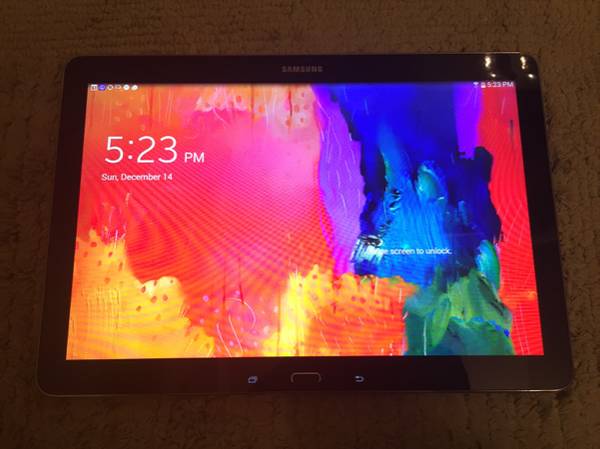 SAMSUNG
5:23 PM
5:23 PM
Sun, December 14
screen to unlock.